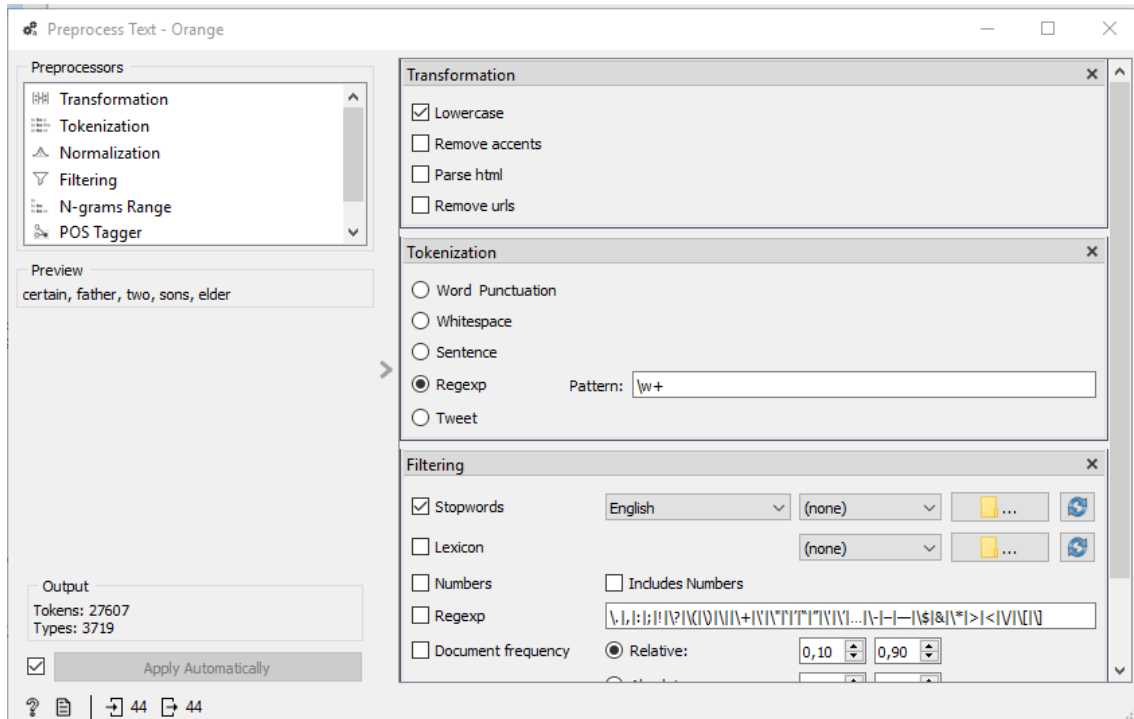 Preprocess Text - Orange
Preprocessors
Transformation
Tokenization
Normalization
Filtering
N-grams Range
POS Tagger
Preview
certain, father, two, sons, elder
Output
Tokens: 27607
Types: 3719
Apply Automatically
? 44 44
Transformation
Lowercase
Remove accents
Parse html
Remove urls
Tokenization
Word Punctuation
Whitespace
Sentence
Regexp Pattern: \w+
Tweet
Filtering
Stopwords English (none) ...
Lexicon (none) ...
Numbers Includes Numbers
Regexp
Document frequency Relative: 0,10 0,90